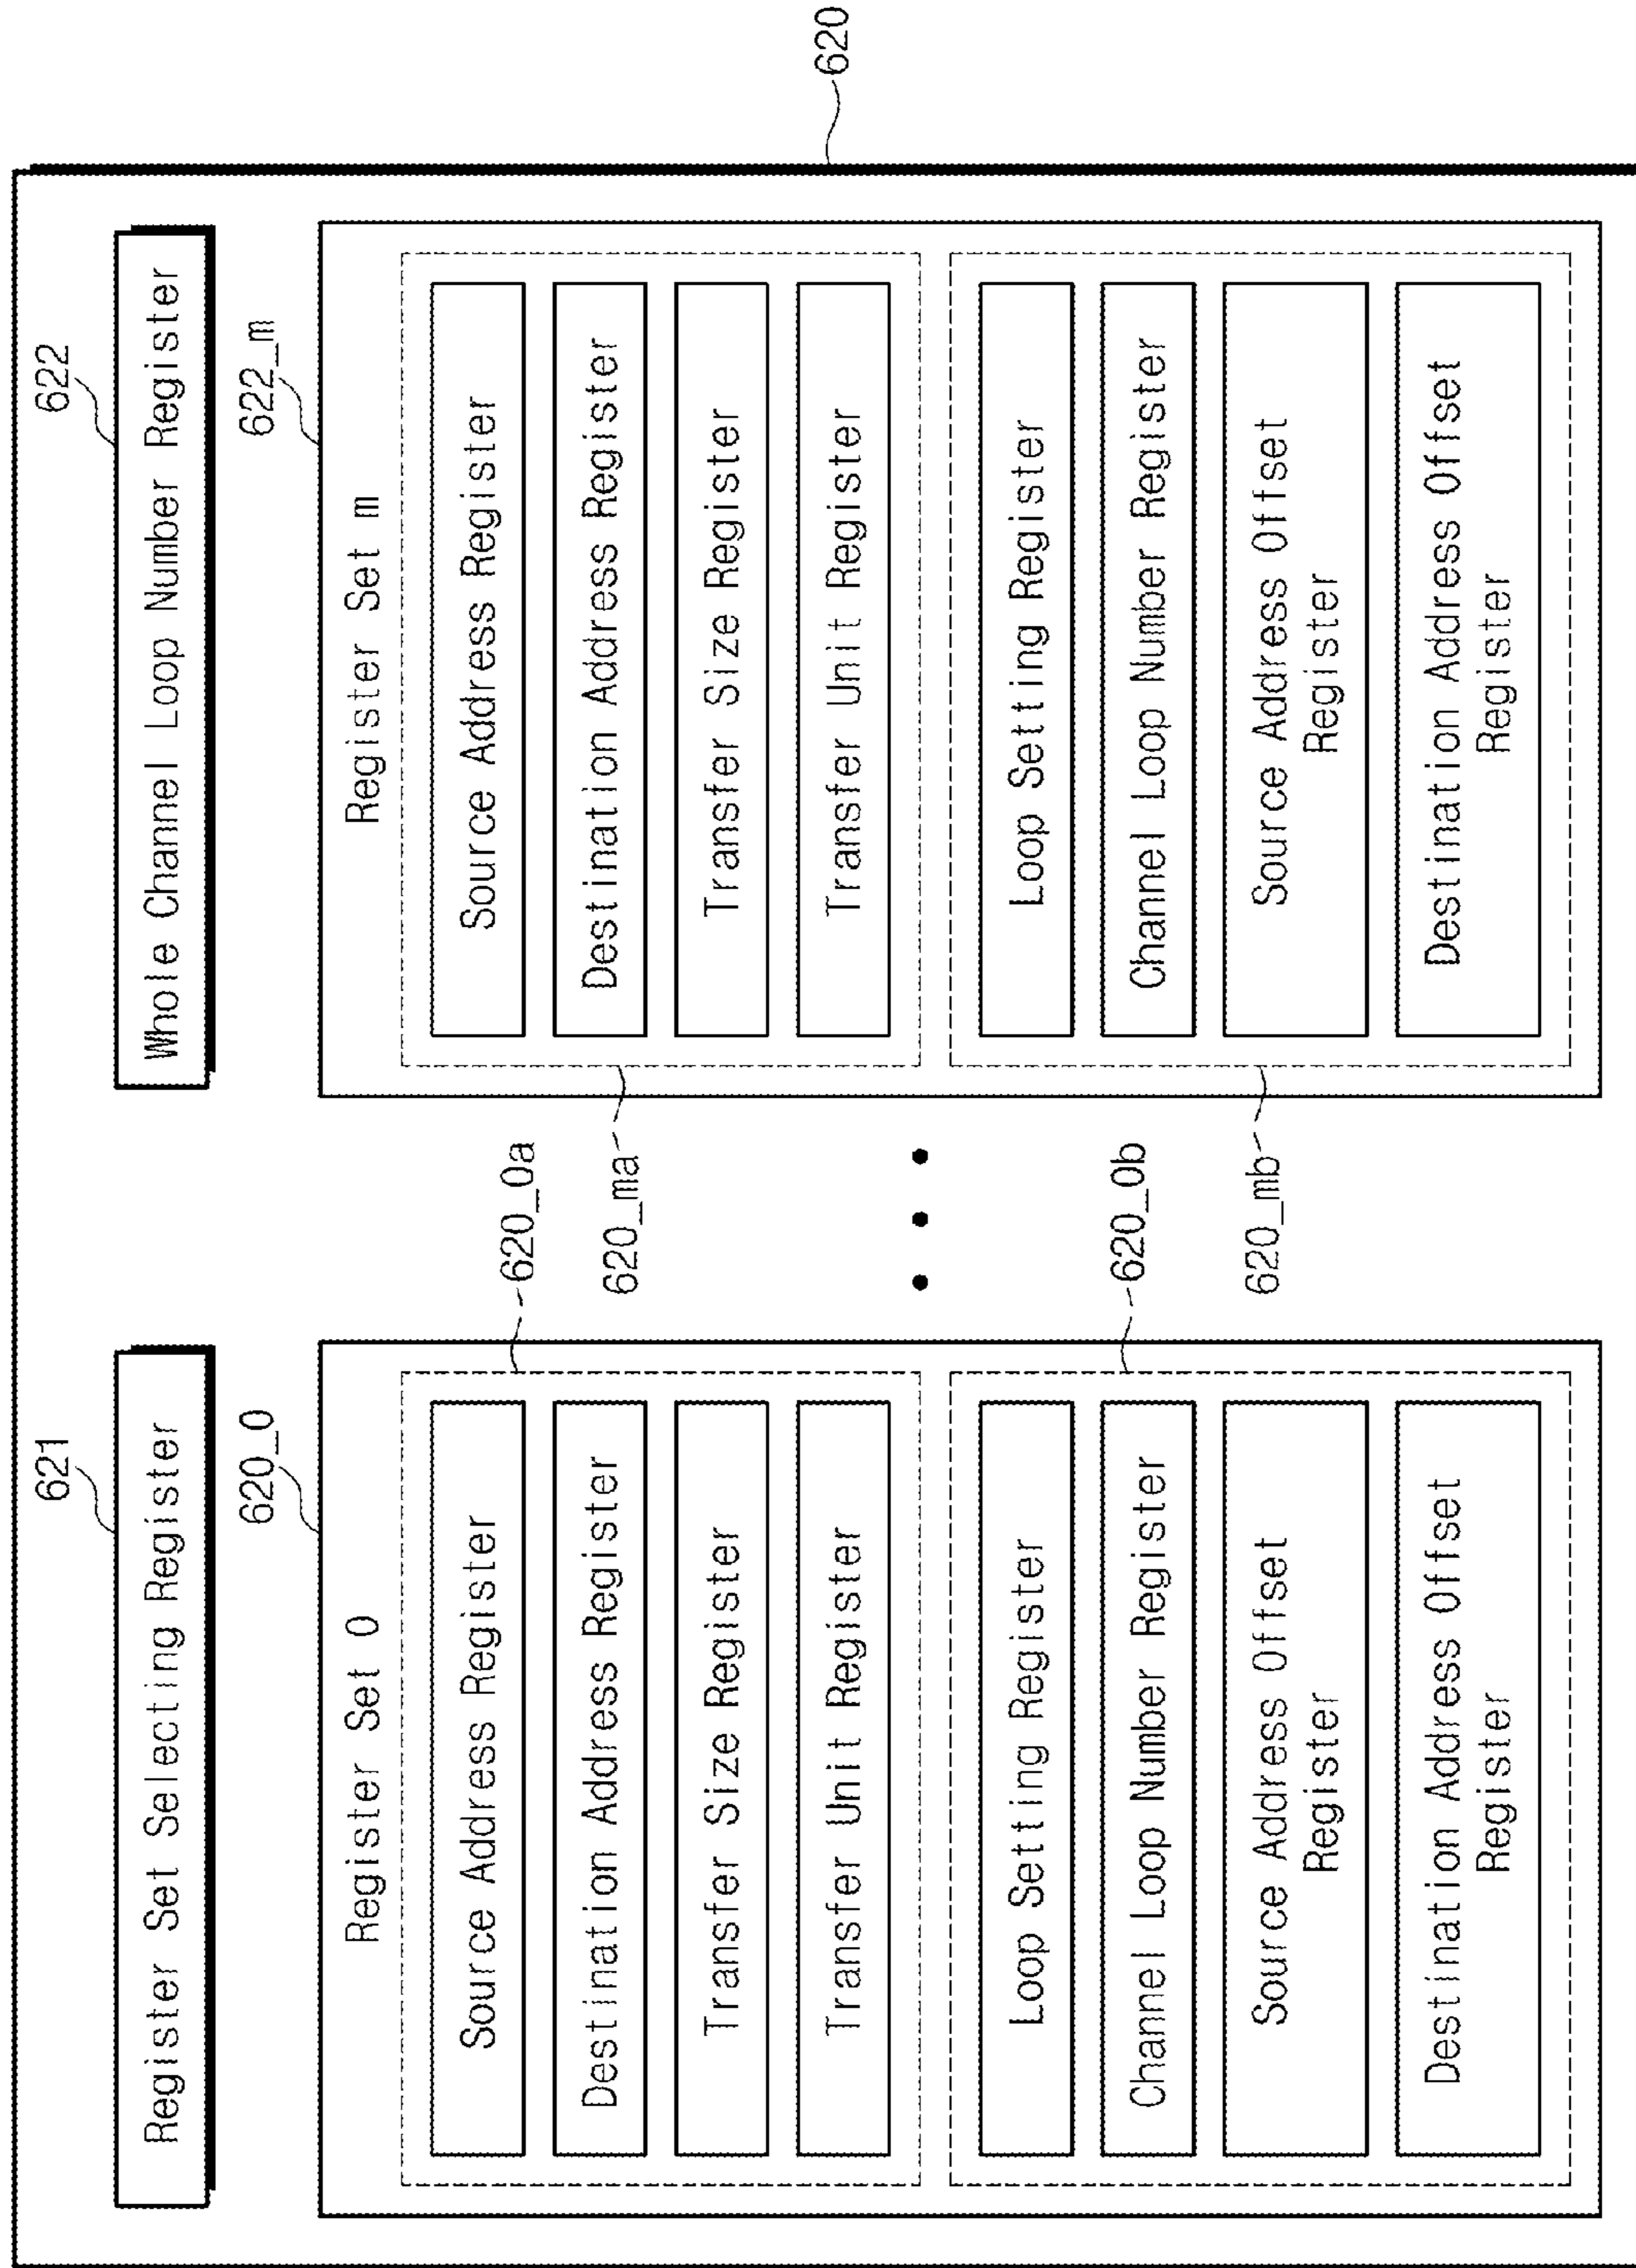 620
621
Register Set Selecting Register
622
Whole Channel Loop Number Register
620_0
Register Set 0
Source Address Register
Destination Address Register
Transfer Size Register
Transfer Unit Register
620_0a
Loop Setting Register
Channel Loop Number Register
Source Address Offset
Register
Destination Address Offset
Register
620_0b
622_m
Register Set m
Source Address Register
Destination Address Register
Transfer Size Register
Transfer Unit Register
620_ma
Loop Setting Register
Channel Loop Number Register
Source Address Offset
Register
Destination Address Offset
Register
620_mb